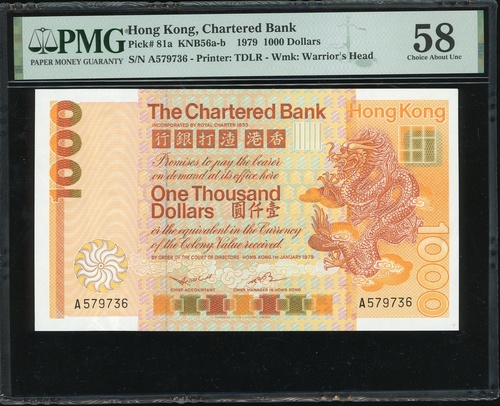 PMG
PAPER MONEY GUARANTY
Hong Kong, Chartered Bank
Pick# 81a KNB56a-b 1979 1000 Dollars
S/N A579736 - Printer: TDLR - Wmk: Warrior's Head
58
Choice About Unc
1000
The Chartered Bank
INCORPORATED BY ROYAL CHARTER 1853
行銀打渣港香
Promises to pay the bearer
on demand at its office here
One Thousand
Dollars 圓仟壹
or the equivalent in the Currency
of the Colony Value received.
BY ORDER OF THE COURT OF DIRECTORS HONG KONG 1ST JANUARY 1979
CHIEF ACCOUNTANT
CHIEF MANAGER IN HONG KONG
Hong Kong
1000
A579736
A579736